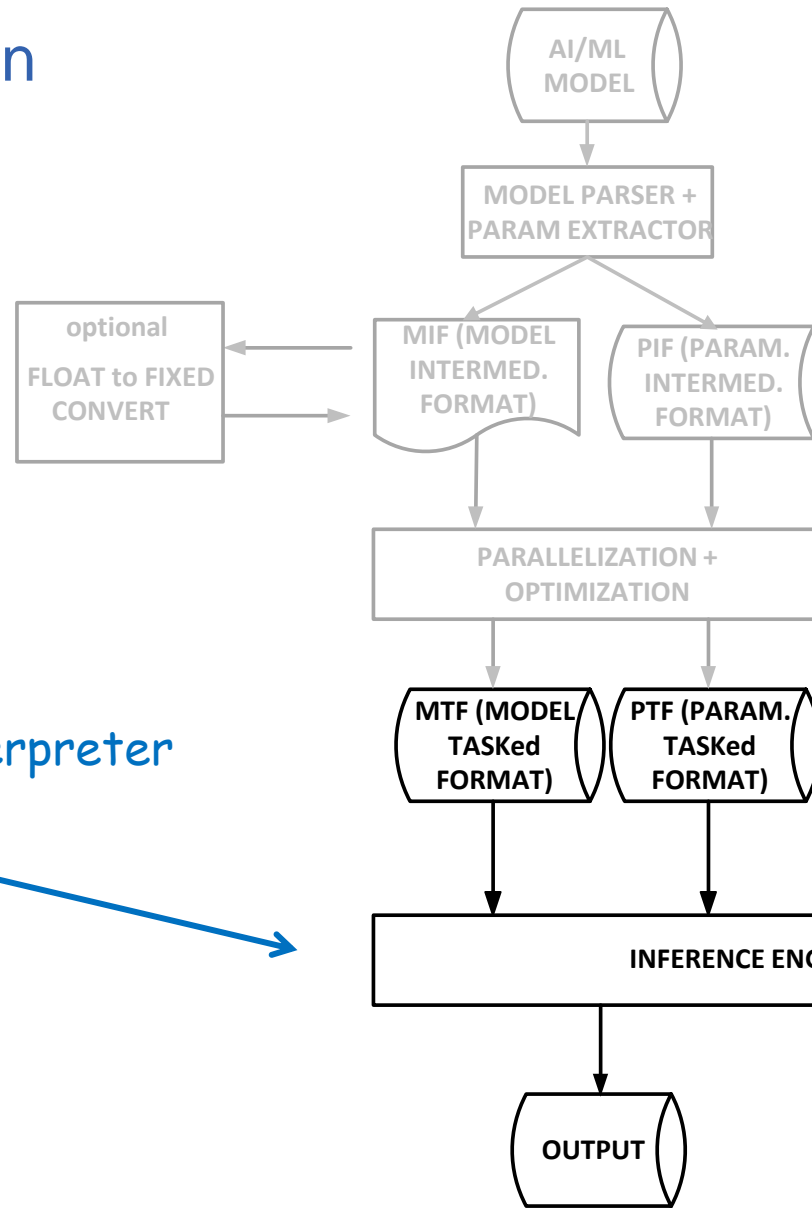 n
AI/ML
MODEL
MODEL PARSER +
PARAM EXTRACTOR
optional
FLOAT to FIXED
CONVERT
MIF (MODEL
INTERMED.
FORMAT)
PIF (PARAM.
INTERMED.
FORMAT)
PARALLELIZATION +
OPTIMIZATION
MTF (MODEL
TASKed
FORMAT)
PTF (PARAM.
TASKed
FORMAT)
erpreter
INFERENCE ENG
OUTPUT